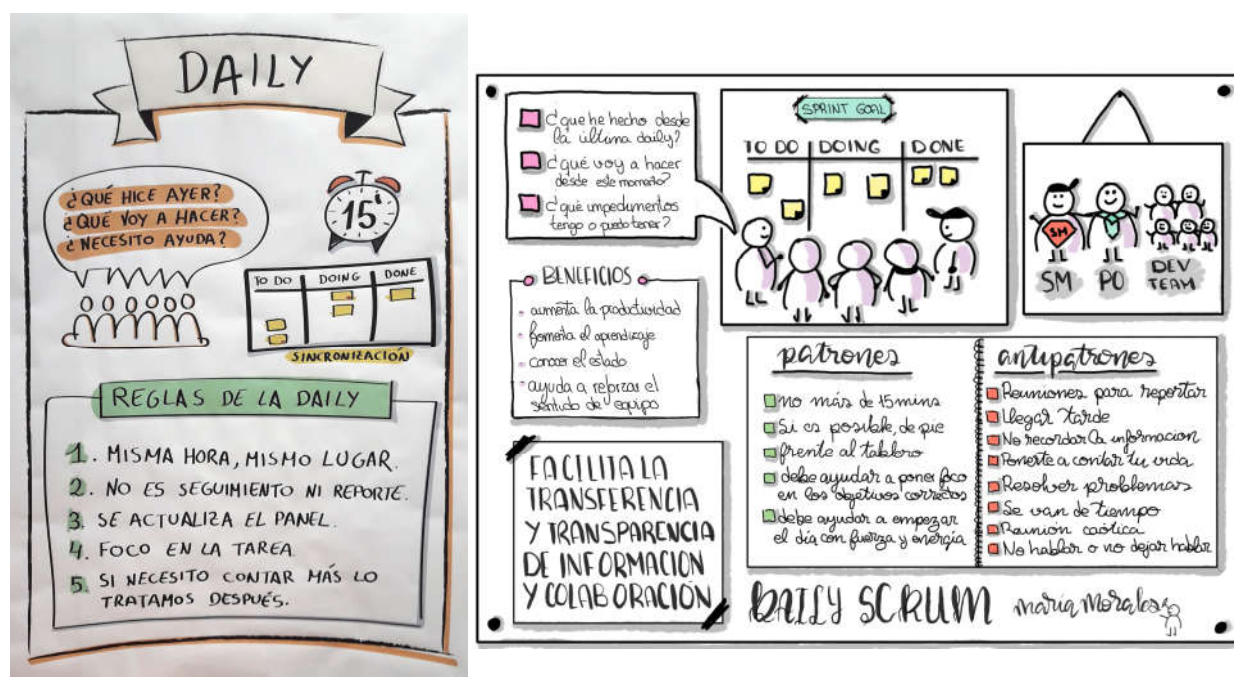 DAILY
¿QUÉ HICE AYER?
¿QUÉ VOY A HACER?
¿NECESITO AYUDA?
15'
TO DO DOING DONE
SINCRONIZACIÓN
REGLAS DE LA DAILY
1. MISMA HORA, MISMO LUGAR.
2. NO ES SEGUIMIENTO NI REPORTE.
3. SE ACTUALIZA EL PANEL.
4. FOCO EN LA TAREA.
5. SI NECESITO CONTAR MÁS LO
TRATAMOS DESPUÉS.
¿que he hecho desde
la última daily?
¿qué voy a hacer
desde este momento?
¿qué impedimentos
tengo o puedo tener?
SPRINT GOAL
TO DO DOING DONE
SM
SM PO DEV
TEAM
BENEFICIOS
aumenta la productividad
fomenta el aprendizaje
conocer el estado
ayuda a reforzar el
sentido de equipo
FACILITA LA
TRANSFERENCIA
Y TRANSPARENCIA
DE INFORMACION
Y COLABORACIÓN
patrones
no más de 15 mins
Si es posible, de pie
frente al tablero
debe ayudar a poner foco
en los objetivos correctos
debe ayudar a empezar
el día con fuerza y energía
antipatrones
Reuniones para reportar
llegar tarde
No recordar la informacion
Ponerte a contar tu vida
Resolver problemas
Se van de tiempo
Reunión caótica
No hablar o no dejar hablar
DAILY SCRUM
maria morales